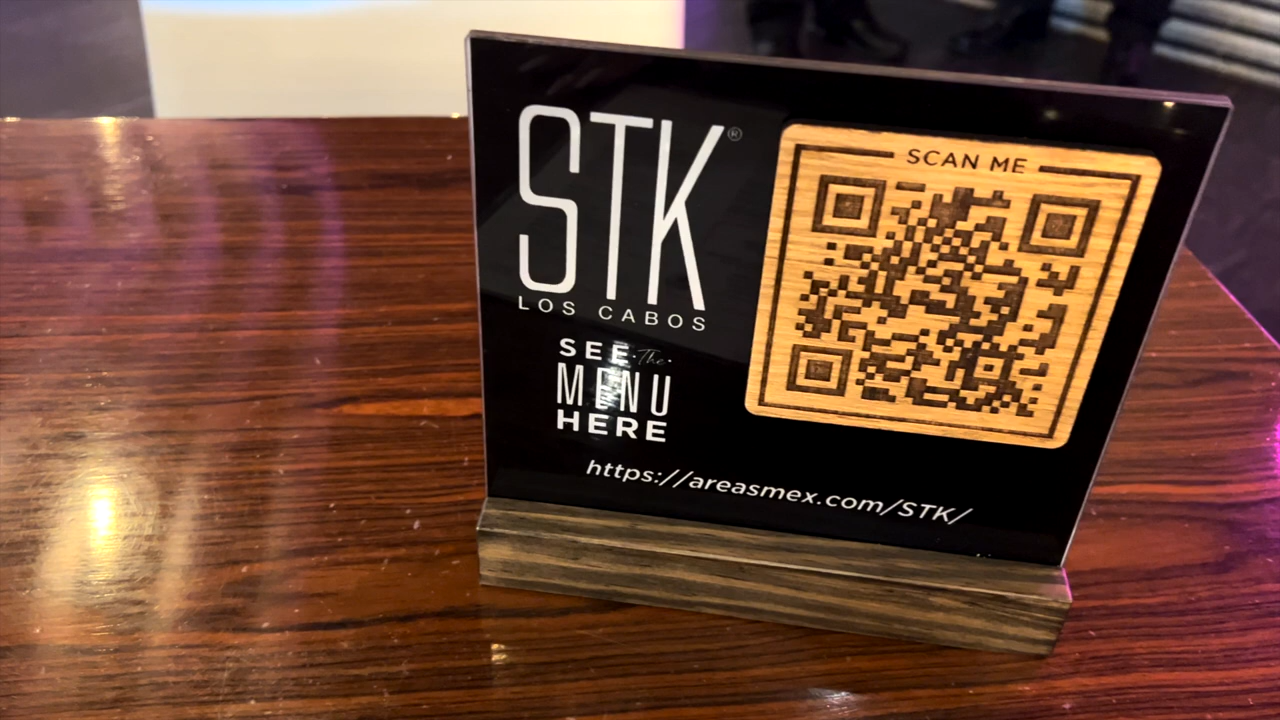 STK®
LOS CABOS
SEE·The·
MENU
HERE
SCAN ME
https://areasmex.com/STK/